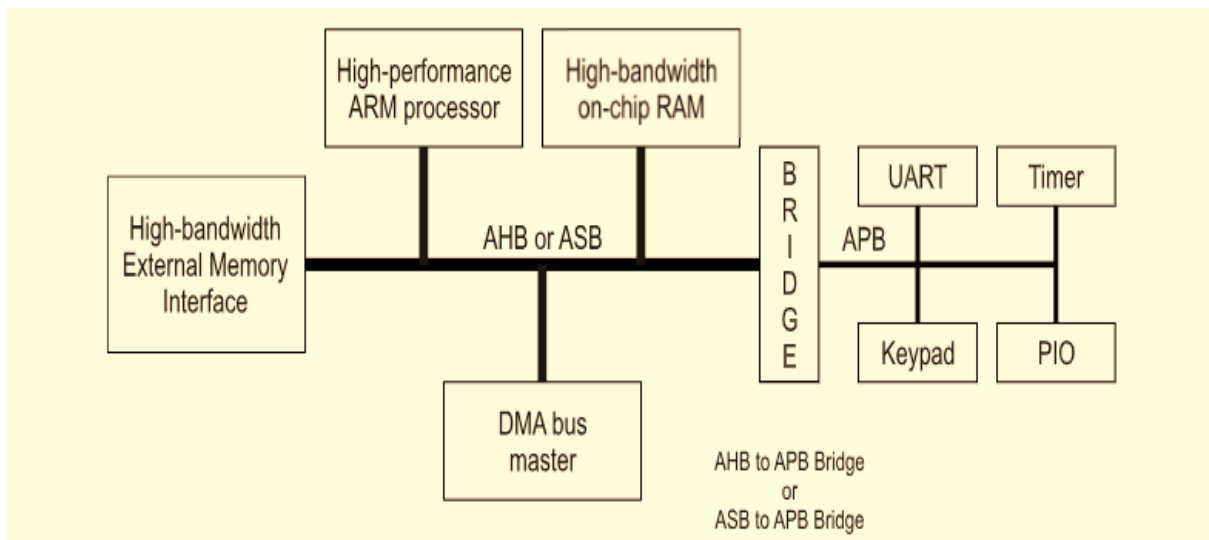 High-performance
ARM processor
High-bandwidth
on-chip RAM
High-bandwidth
External Memory
Interface
AHB or ASB
B
R
I
D
G
E
APB
UART
Timer
Keypad
PIO
DMA bus
master
AHB to APB Bridge
or
ASB to APB Bridge